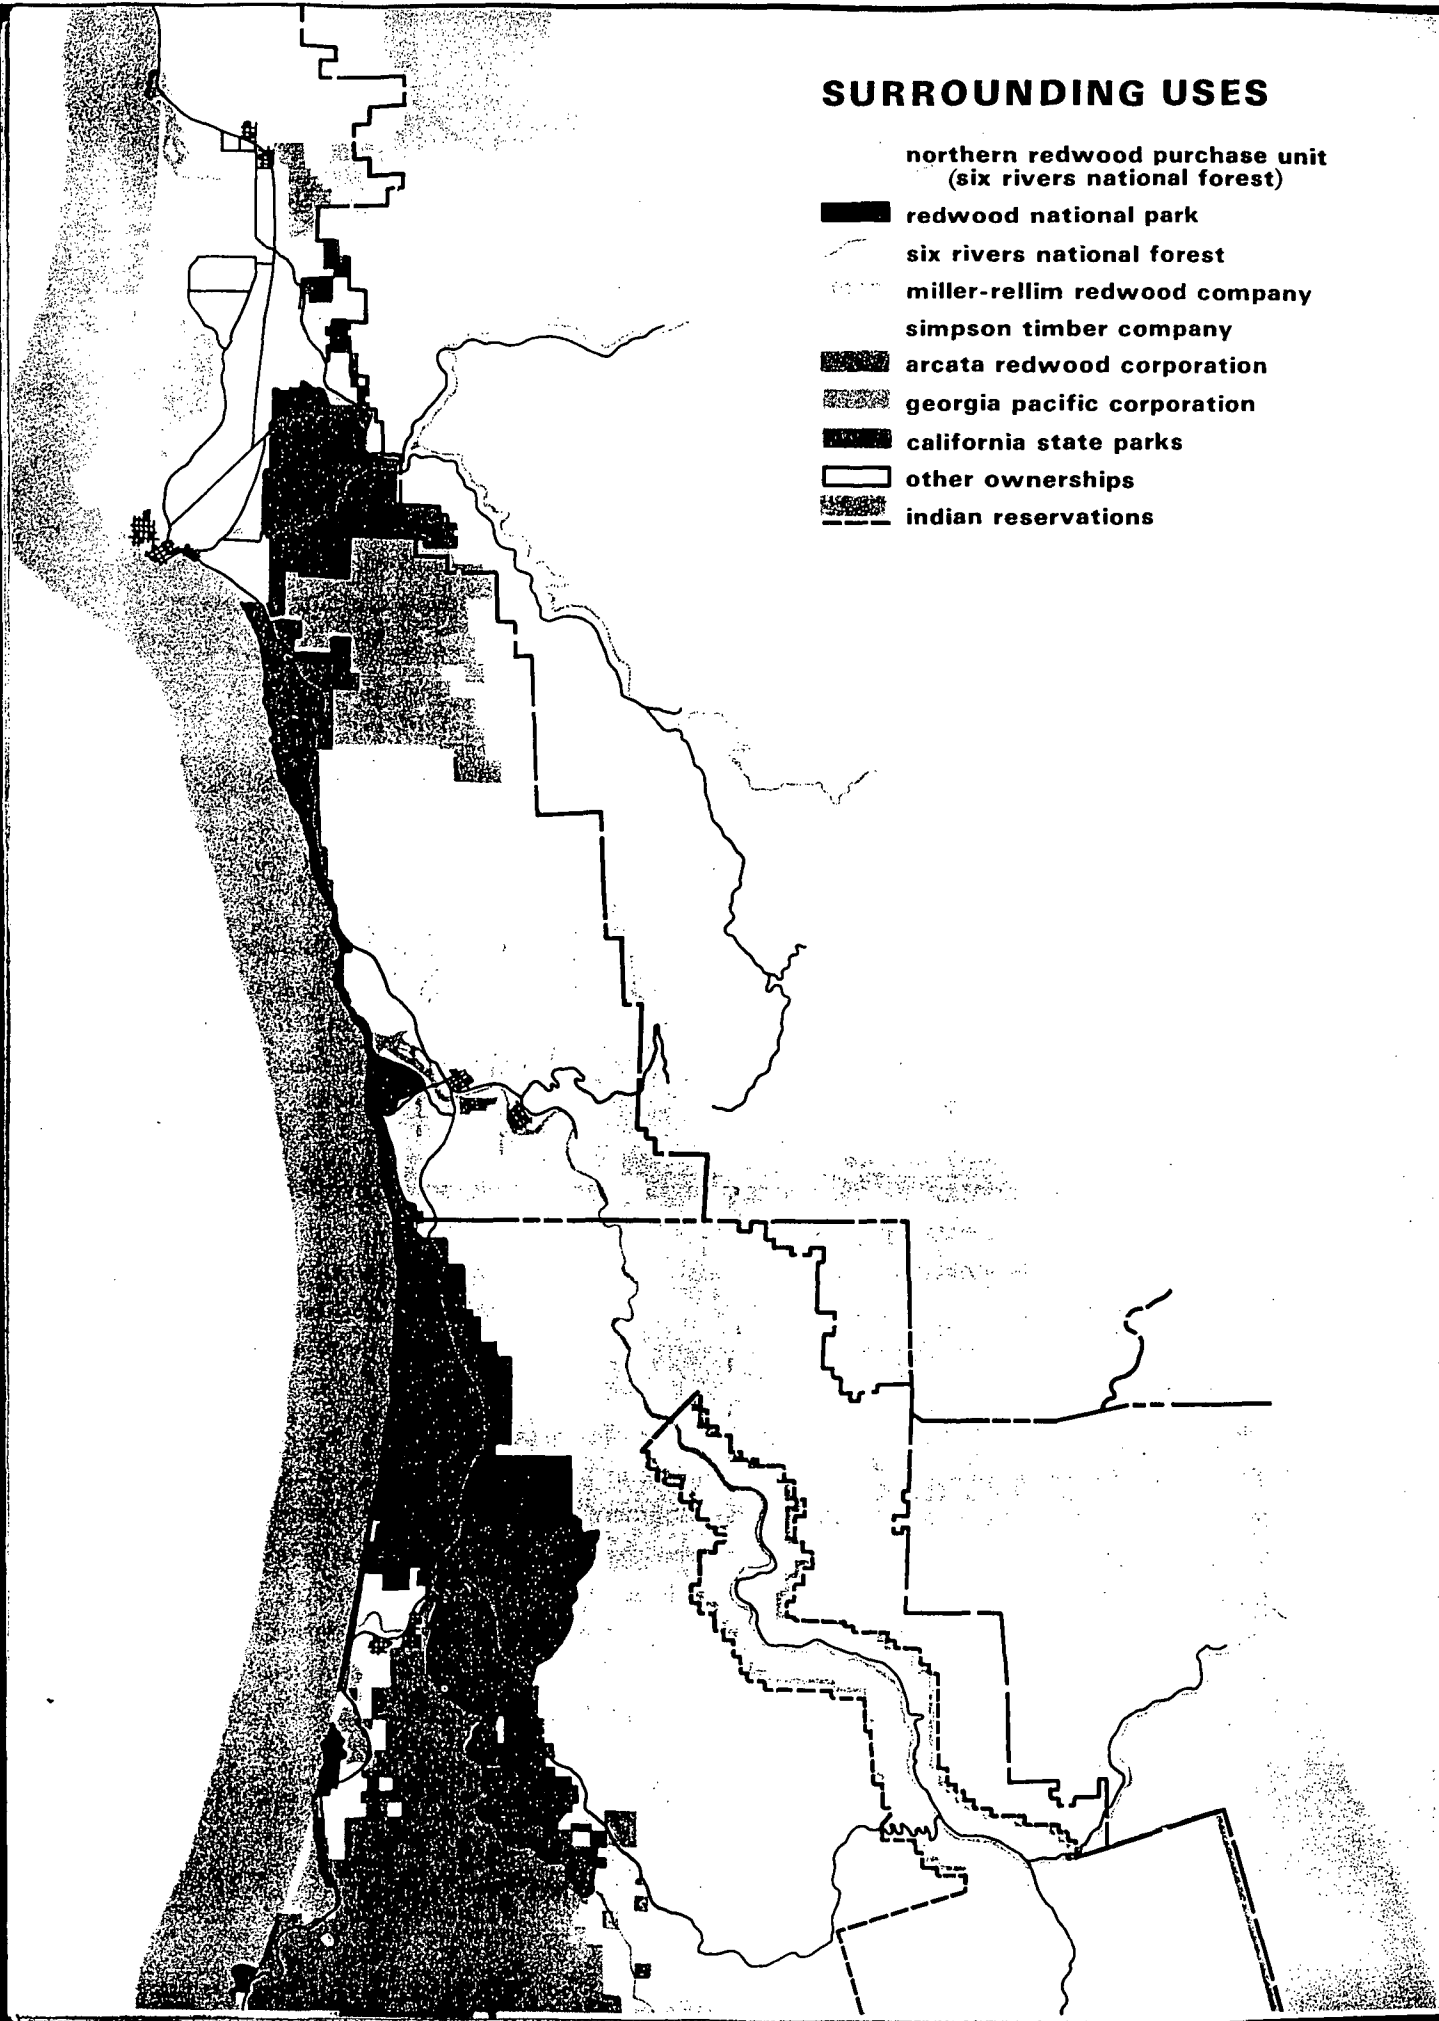 SURROUNDING USES
northern redwood purchase unit
(six rivers national forest)
redwood national park
six rivers national forest
miller-rellim redwood company
simpson timber company
arcata redwood corporation
georgia pacific corporation
california state parks
other ownerships
indian reservations